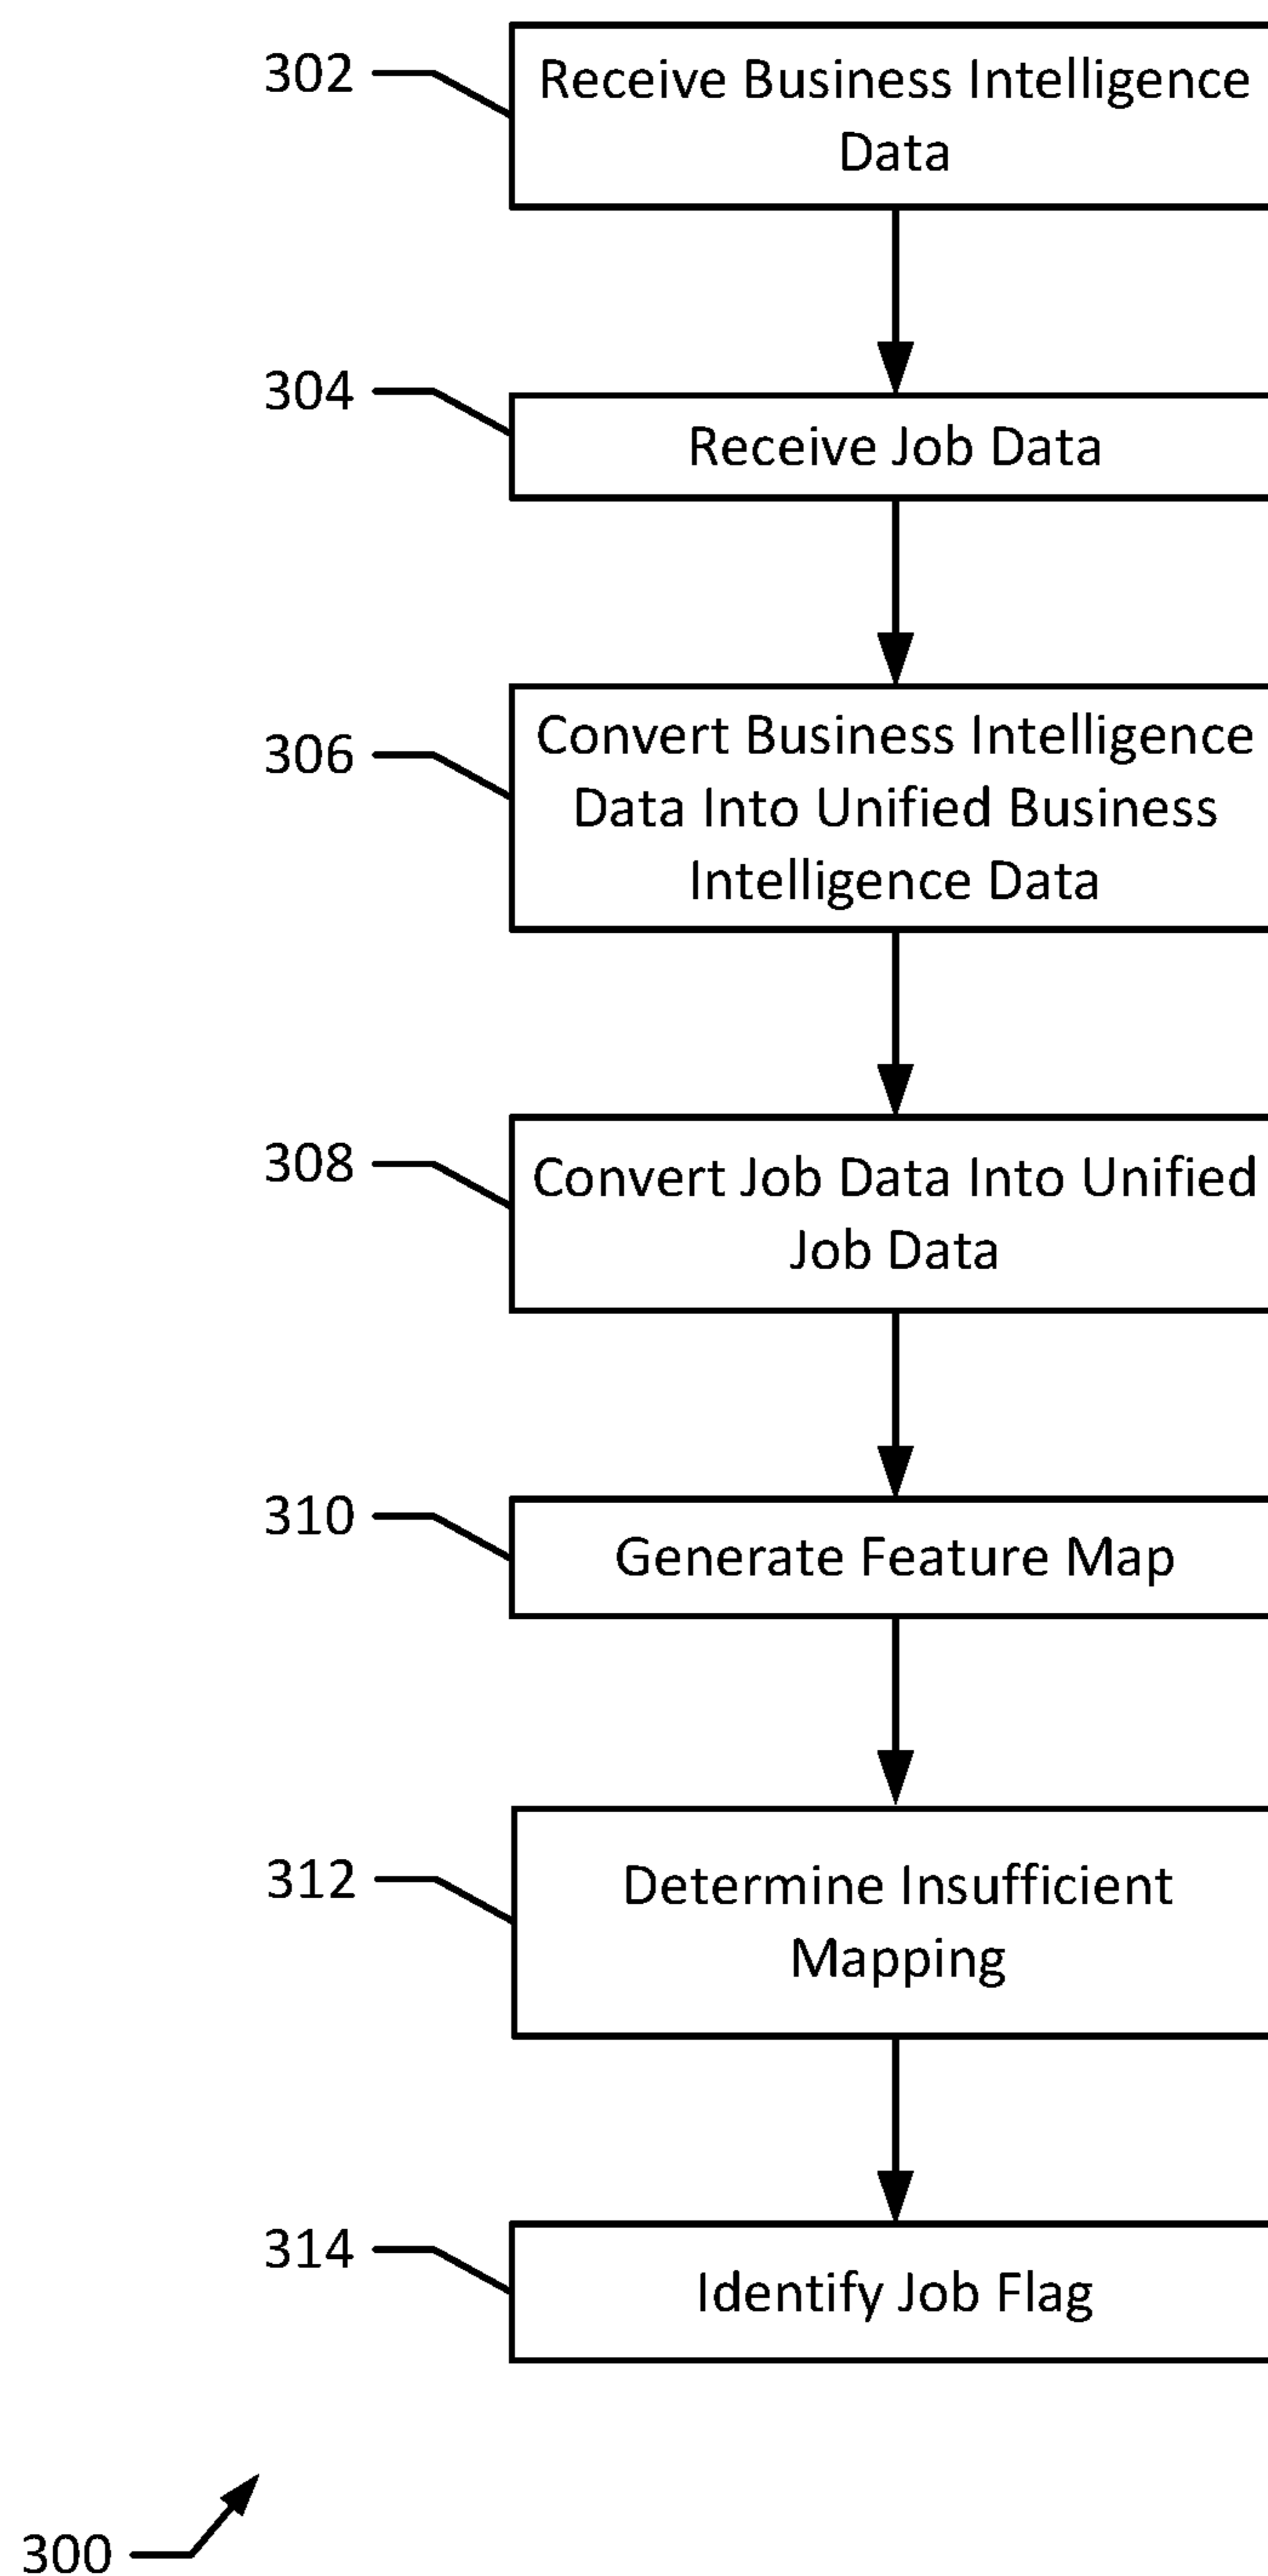 302
Receive Business Intelligence
Data
304
Receive Job Data
306
Convert Business Intelligence
Data Into Unified Business
Intelligence Data
308
Convert Job Data Into Unified
Job Data
310
Generate Feature Map
312
Determine Insufficient
Mapping
314
Identify Job Flag
300